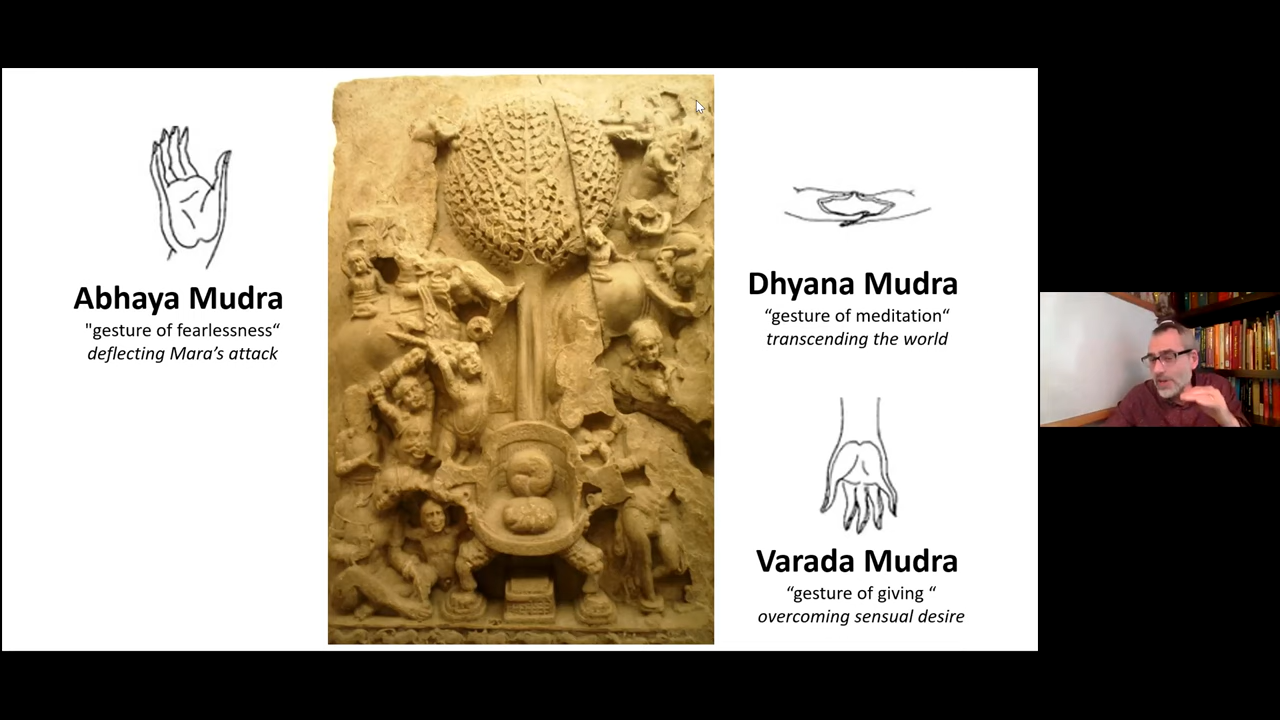 Abhaya Mudra
"gesture of fearlessness“
deflecting Mara’s attack
Dhyana Mudra
“gesture of meditation“
transcending the world
Varada Mudra
“gesture of giving “
overcoming sensual desire